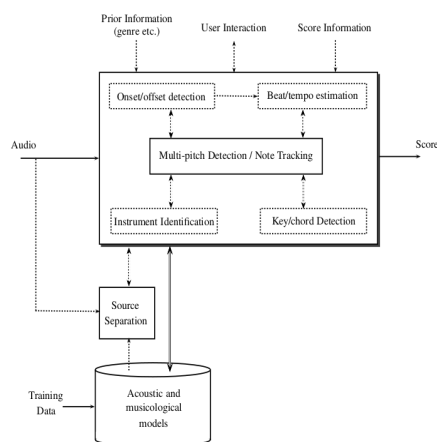 Prior Information
(genre etc.)
User Interaction
Score Information
Onset/offset detection
Beat/tempo estimation
Audio
Multi-pitch Detection / Note Tracking
Score
Instrument Identification
Key/chord Detection
Source
Separation
Training
Data
Acoustic and
musicological
models